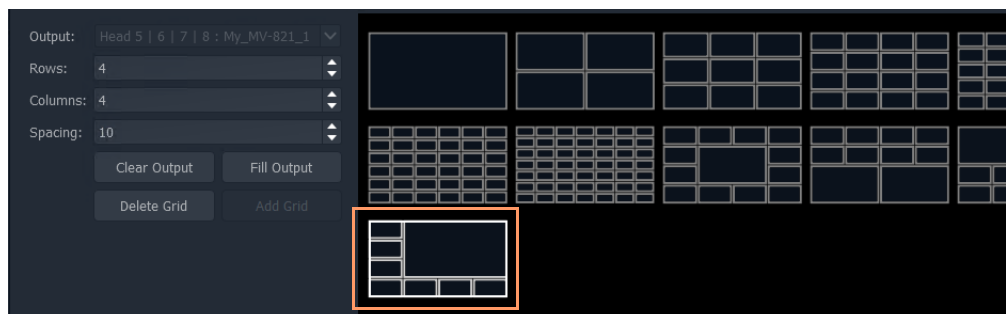 Output: Head 5 | 6 | 7 | 8 : My_MV-821_1
Rows: 4
Columns: 4
Spacing: 10
Clear Output Fill Output
Delete Grid Add Grid